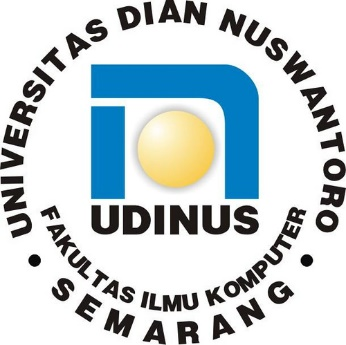 UNIVERSITAS DIAN NUSWANTORO
UDINUS
FAKULTAS ILMU KOMPUTER
• SEMARANG •